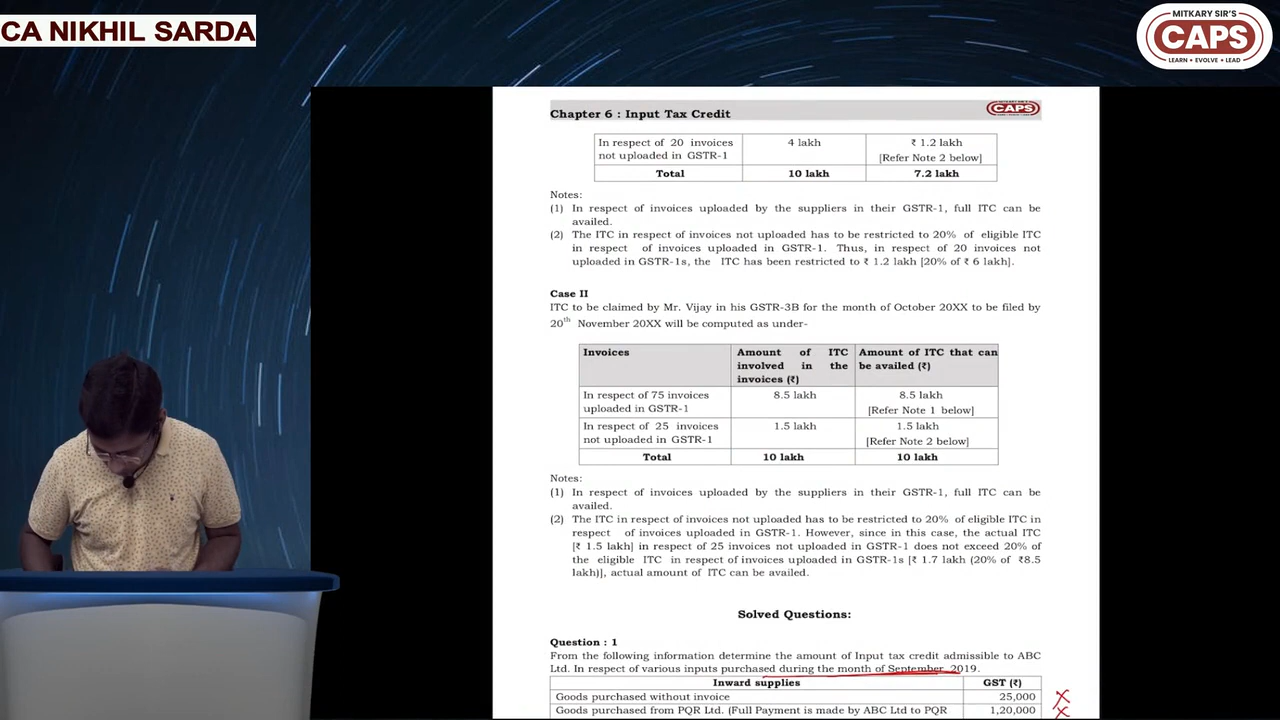 CA NIKHIL SARDA
MITKARY SIR'S
CAPS
LEARN • EVOLVE • LEAD
Chapter 6 : Input Tax Credit
CAPS
In respect of 20 invoices not uploaded in GSTR-1 4 lakh ₹ 1.2 lakh [Refer Note 2 below]
Total 10 lakh 7.2 lakh
Notes:
(1) In respect of invoices uploaded by the suppliers in their GSTR-1, full ITC can be
availed.
(2) The ITC in respect of invoices not uploaded has to be restricted to 20% of eligible ITC
in respect of invoices uploaded in GSTR-1. Thus, in respect of 20 invoices not
uploaded in GSTR-1s, the ITC has been restricted to ₹ 1.2 lakh [20% of ₹ 6 lakh].
Case II
ITC to be claimed by Mr. Vijay in his GSTR-3B for the month of October 20XX to be filed by
20th November 20XX will be computed as under-
Invoices Amount of ITC involved in the invoices (₹) Amount of ITC that can be availed (₹)
In respect of 75 invoices uploaded in GSTR-1 8.5 lakh 8.5 lakh [Refer Note 1 below]
In respect of 25 invoices not uploaded in GSTR-1 1.5 lakh 1.5 lakh [Refer Note 2 below]
Total 10 lakh 10 lakh
Notes:
(1) In respect of invoices uploaded by the suppliers in their GSTR-1, full ITC can be
availed.
(2) The ITC in respect of invoices not uploaded has to be restricted to 20% of eligible ITC in
respect of invoices uploaded in GSTR-1. However, since in this case, the actual ITC
[₹ 1.5 lakh] in respect of 25 invoices not uploaded in GSTR-1 does not exceed 20% of
the eligible ITC in respect of invoices uploaded in GSTR-1s [₹ 1.7 lakh (20% of ₹8.5
lakh)], actual amount of ITC can be availed.
Solved Questions:
Question : 1
From the following information determine the amount of Input tax credit admissible to ABC
Ltd. In respect of various inputs purchased during the month of September, 2019.
Inward supplies GST (₹)
Goods purchased without invoice 25,000
Goods purchased from PQR Ltd. (Full Payment is made by ABC Ltd to PQR 1,20,000